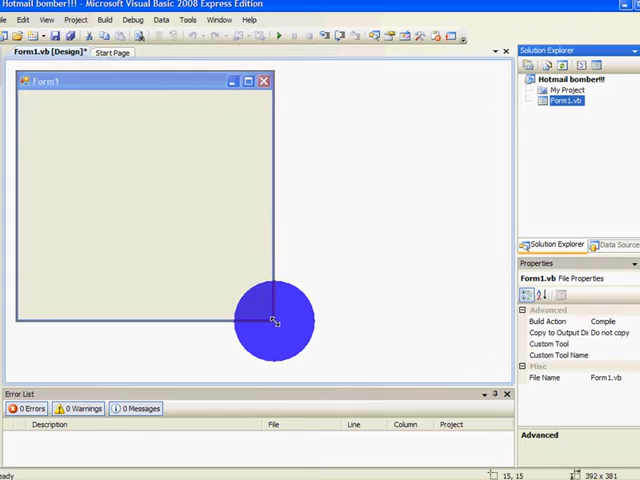 Hotmail bomber!!! - Microsoft Visual Basic 2008 Express Edition
Edit View Project Build Debug Data Tools Window Help
Form1.vb [Design]* Start Page
Form1
Solution Explorer
Hotmail bomber!!!
My Project
Form1.vb
Solution Explorer Data Source
Properties
Form1.vb File Properties
Advanced
Build Action Compile
Copy to Output Di Do not copy
Custom Tool
Custom Tool Name
Misc
File Name Form1.vb
Advanced
Error List
0 Errors 0 Warnings 0 Messages
Description File Line Column Project
eady 15, 15 392 x 381